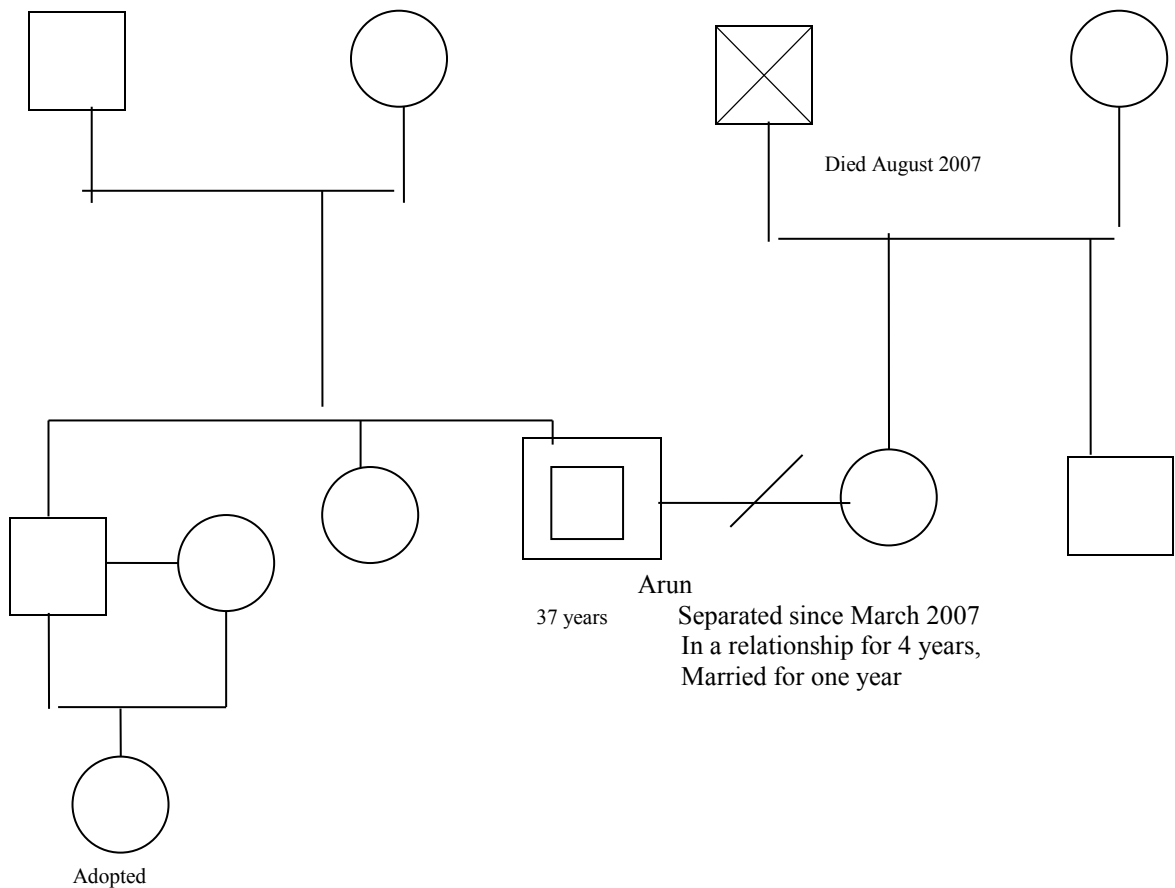 Died August 2007
Arun
37 years
Separated since March 2007
In a relationship for 4 years,
Married for one year
Adopted